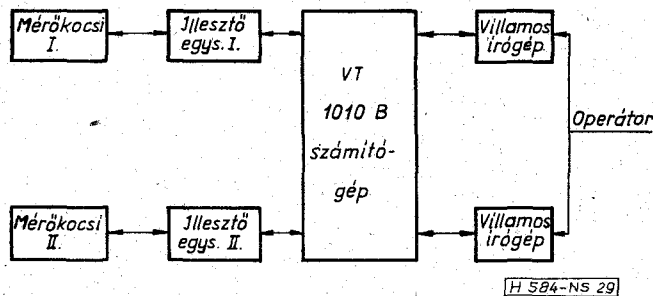 Mérőkocsi
I.
Illesztő
egys. I.
VT
1010 B
számító-
gép
Villamos
írógép
Operátor
Mérőkocsi
II.
Illesztő
egys. II.
Villamos
írógép
H 584-NS 29